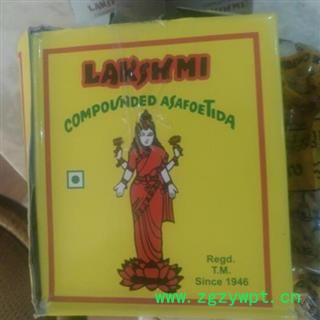 LAKSHMI
COMPOUNDED ASAFOETIDA
Regd.
T.M.
Since 1946
www.zgzywpt.cn